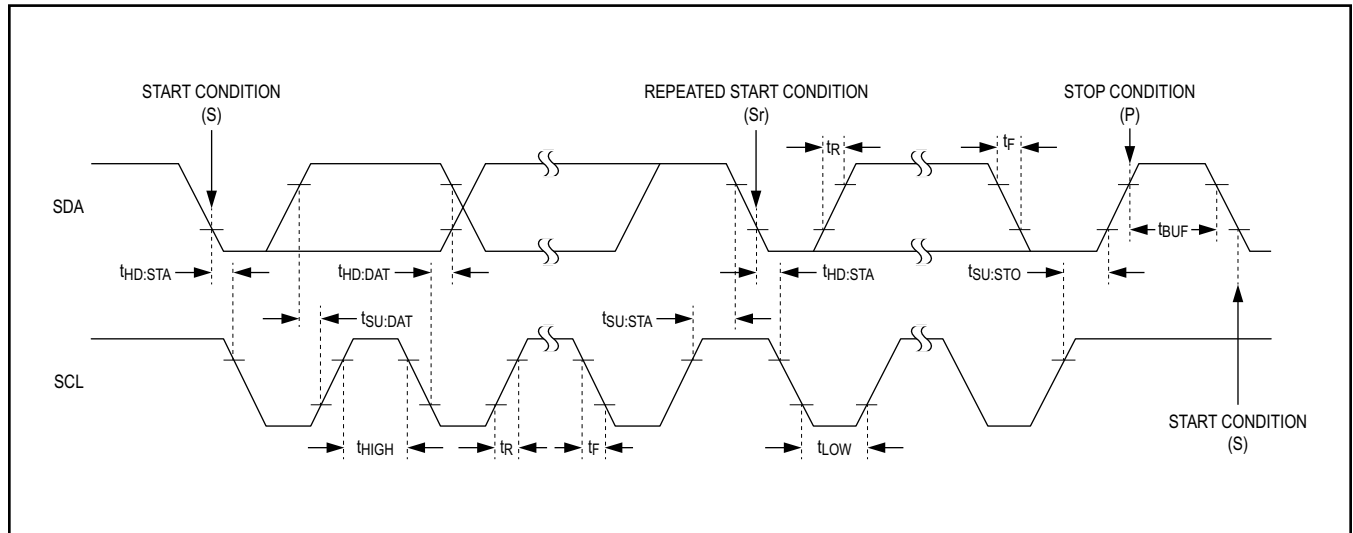 START CONDITION
(S)
REPEATED START CONDITION
(Sr)
STOP CONDITION
(P)
tR
tF
SDA
tBUF
tHD:STA
tHD:DAT
tHD:STA
tSU:STO
tSU:DAT
tSU:STA
SCL
tHIGH
tR
tF
tLOW
START CONDITION
(S)